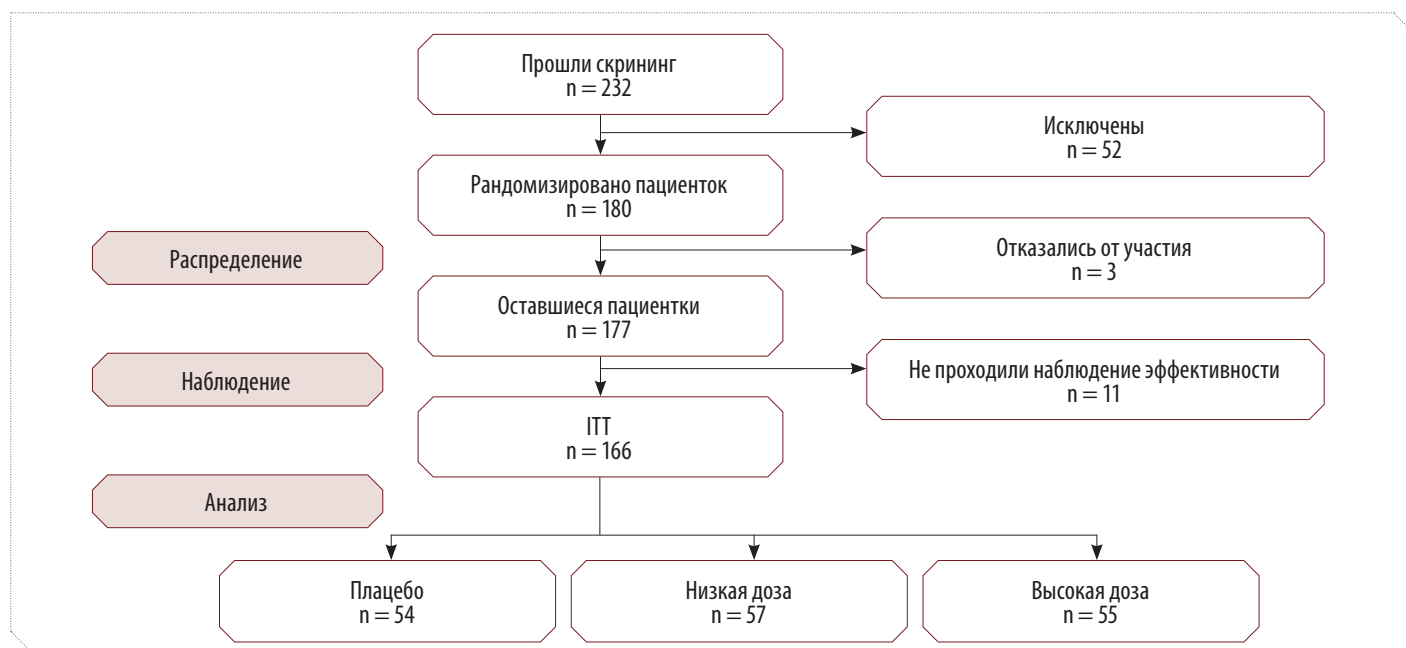 Прошли скрининг
n = 232
Исключены
n = 52
Рандомизировано пациенток
n = 180
Распределение
Отказались от участия
n = 3
Оставшиеся пациентки
n = 177
Наблюдение
Не проходили наблюдение эффективности
n = 11
ITT
n = 166
Анализ
Плацебо
n = 54
Низкая доза
n = 57
Высокая доза
n = 55